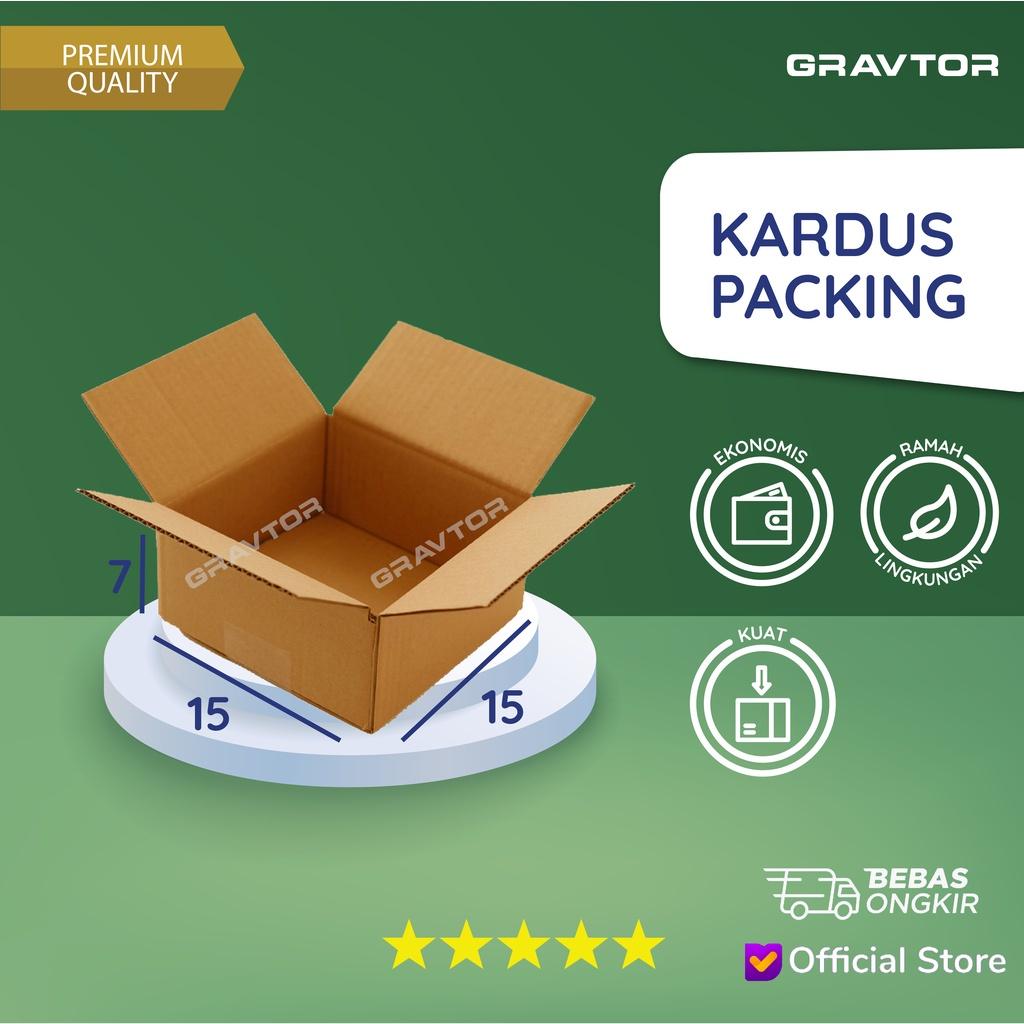 PREMIUM
QUALITY
GRAVTOR
KARDUS
PACKING
EKONOMIS
RAMAH
LINGKUNGAN
KUAT
GRAVTOR
GRAVTOR
7
15
15
BEBAS
ONGKIR
Official Store